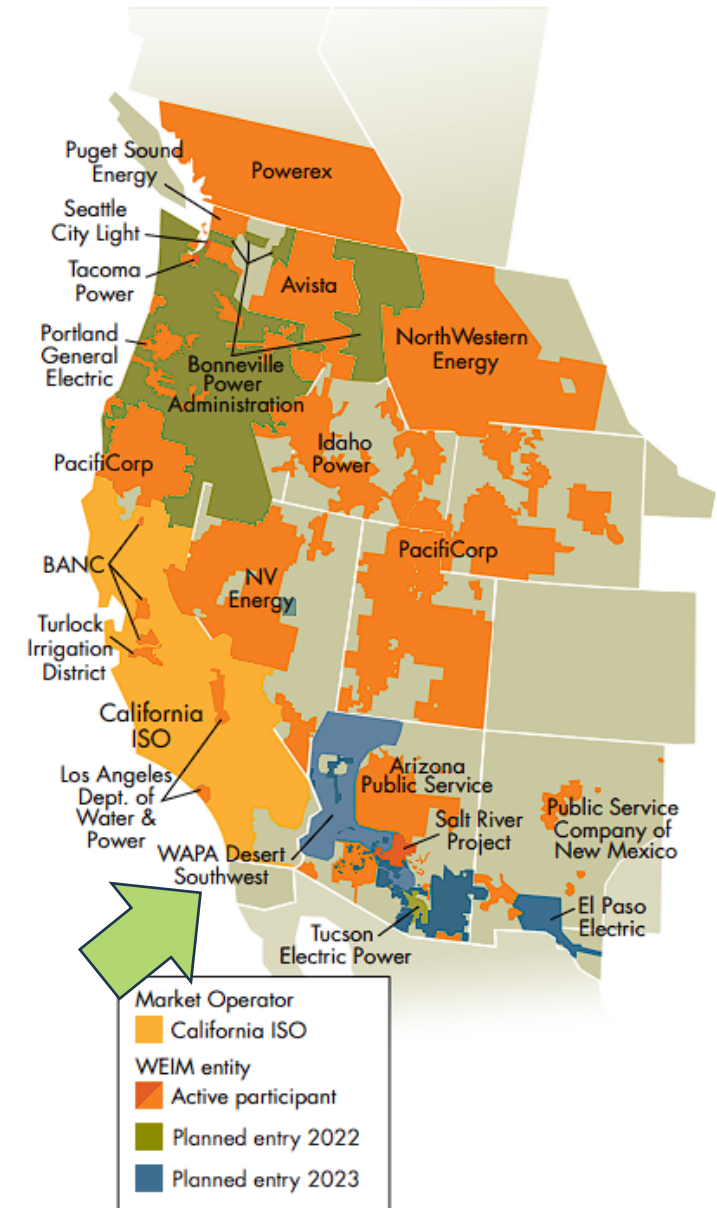 Puget Sound
Energy
Powerex
Seattle
City Light
Tacoma
Power
Avista
Portland
General
Electric
NorthWestern
Energy
Bonneville
Power
Administration
PacifiCorp
Idaho
Power
PacifiCorp
BANC
NV
Energy
Turlock
Irrigation
District
California
ISO
Los Angeles
Dept. of
Water &
Power
Arizona
Public Service
Salt River
Project
Public Service
Company of
New Mexico
WAPA Desert
Southwest
El Paso
Electric
Tucson
Electric Power
Market Operator
California ISO
WEIM entity
Active participant
Planned entry 2022
Planned entry 2023